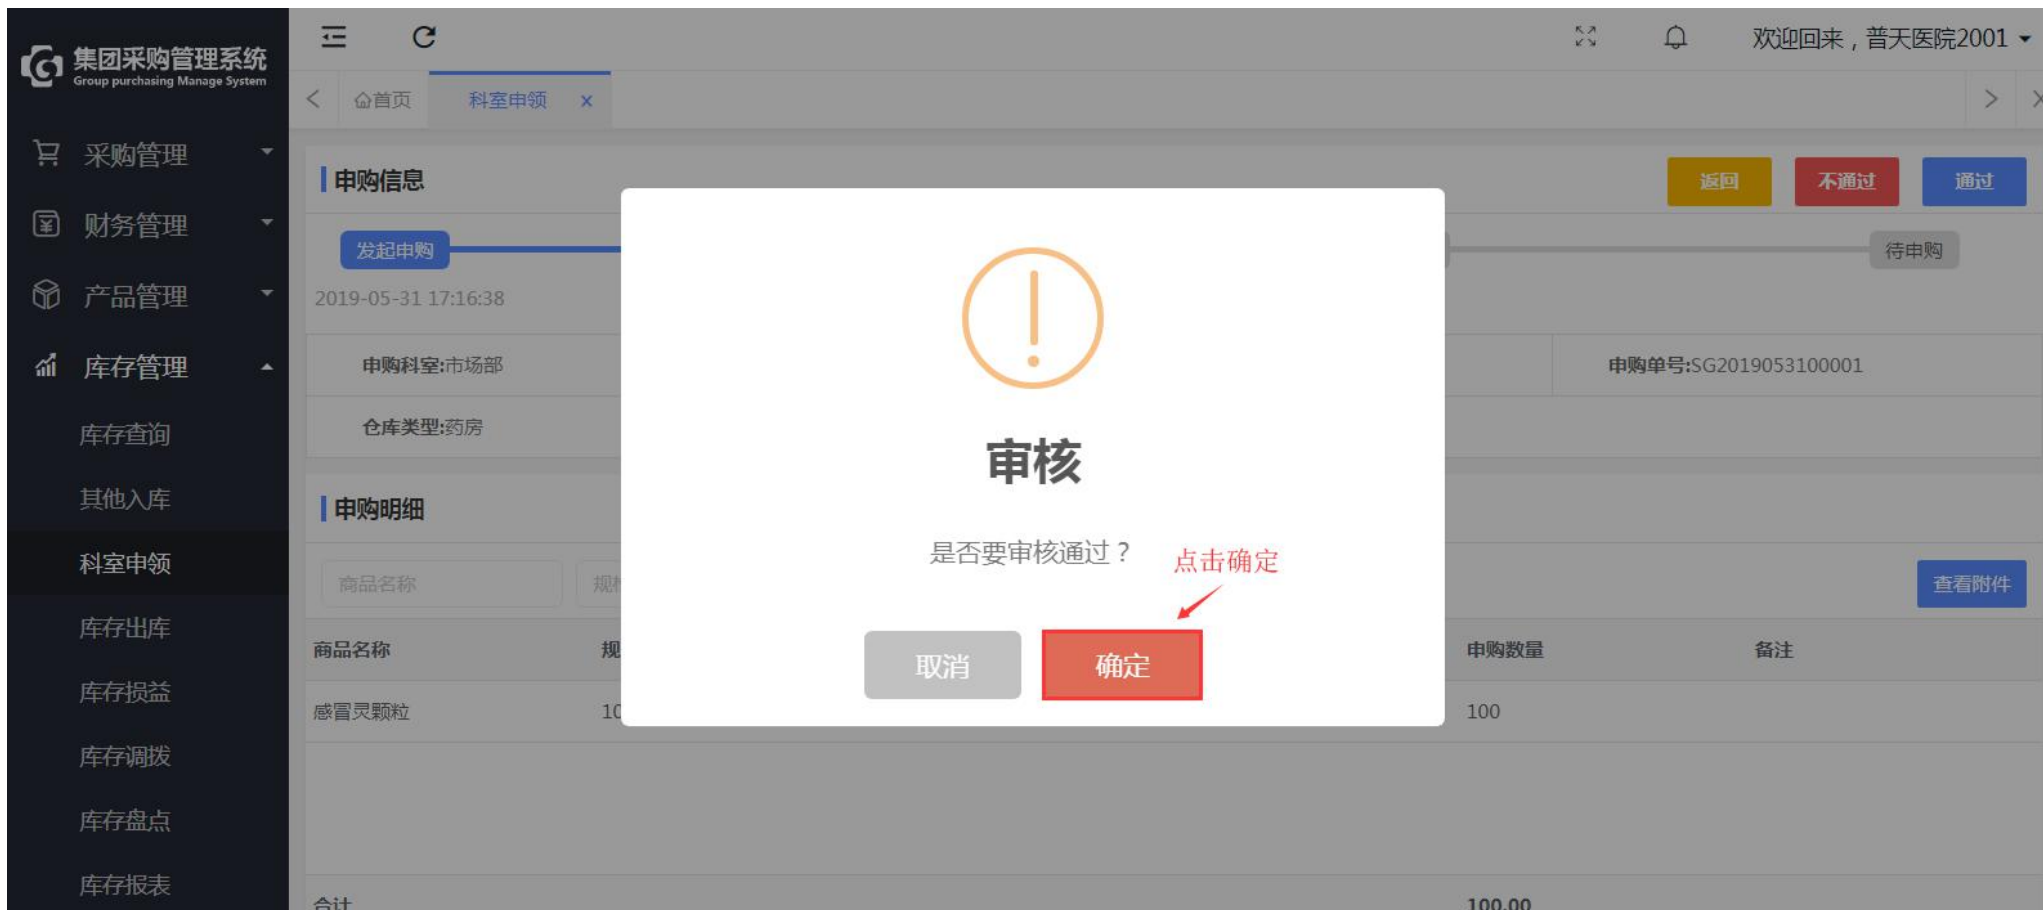 集团采购管理系统
Group purchasing Manage System
欢迎回来，普天医院2001
首页
科室申领
采购管理
财务管理
产品管理
库存管理
库存查询
其他入库
科室申领
库存出库
库存损益
库存调拨
库存盘点
库存报表
申购信息
返回
不通过
通过
发起申购
待申购
2019-05-31 17:16:38
申购科室:市场部
申购单号:SG2019053100001
仓库类型:药房
审核
是否要审核通过？
点击确定
取消
确定
申购明细
商品名称
查看附件
商品名称
规
申购数量
备注
感冒灵颗粒
10
100
合计
100.00